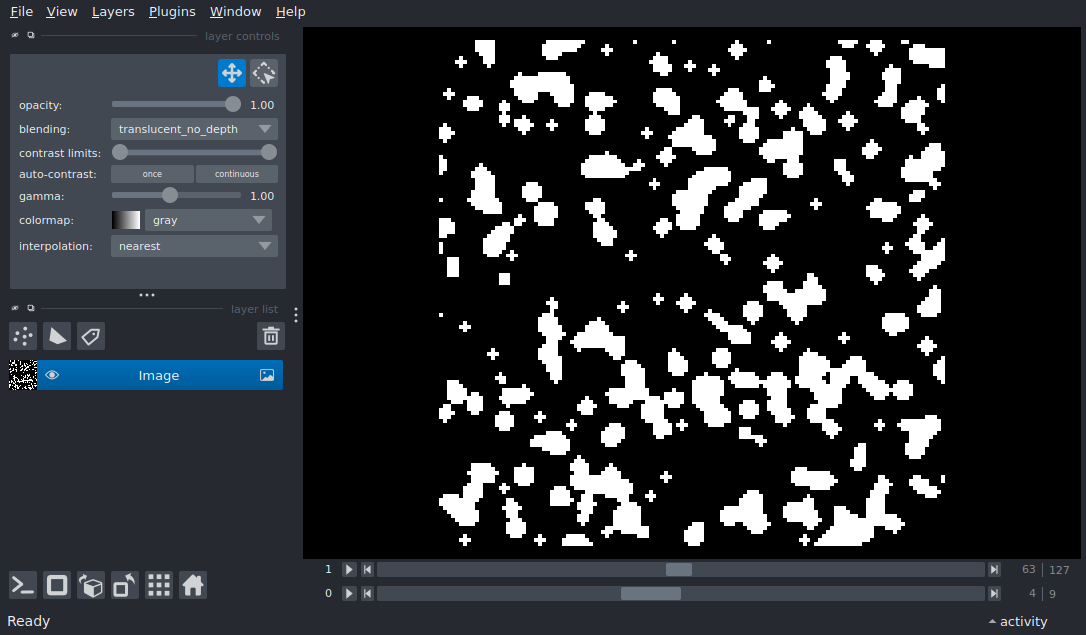 File View Layers Plugins Window Help
layer controls
opacity: 1.00
blending: translucent_no_depth
contrast limits:
auto-contrast: once continuous
gamma: 1.00
colormap: gray
interpolation: nearest
layer list
Image
1 63 127
0 4 9
Ready activity